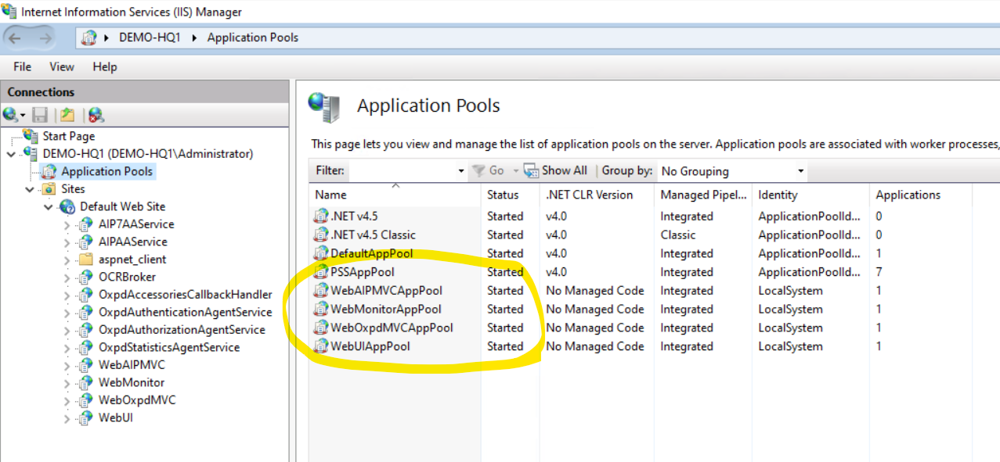 Internet Information Services (IIS) Manager
DEMO-HQ1 Application Pools
File View Help
Connections
Start Page
DEMO-HQ1 (DEMO-HQ1\Administrator)
Application Pools
Sites
Default Web Site
AIP7AAService
AIPAAService
aspnet_client
OCRBroker
OxpdAccessoriesCallbackHandler
OxpdAuthenticationAgentService
OxpdAuthorizationAgentService
OxpdStatisticsAgentService
WebAIPMVC
WebMonitor
WebOxpdMVC
WebUI
Application Pools
This page lets you view and manage the list of application pools on the server. Application pools are associated with worker processes,
Filter: Go Show All Group by: No Grouping
Name Status .NET CLR Version Managed Pipel... Identity Applications
.NET v4.5 Started v4.0 Integrated ApplicationPoolId... 0
.NET v4.5 Classic Started v4.0 Classic ApplicationPoolId... 0
DefaultAppPool Started v4.0 Integrated ApplicationPoolId... 1
PSSAppPool Started v4.0 Integrated ApplicationPoolId... 7
WebAIPMVCAppPool Started No Managed Code Integrated LocalSystem 1
WebMonitorAppPool Started No Managed Code Integrated LocalSystem 1
WebOxpdMVCAppPool Started No Managed Code Integrated LocalSystem 1
WebUIAppPool Started No Managed Code Integrated LocalSystem 1